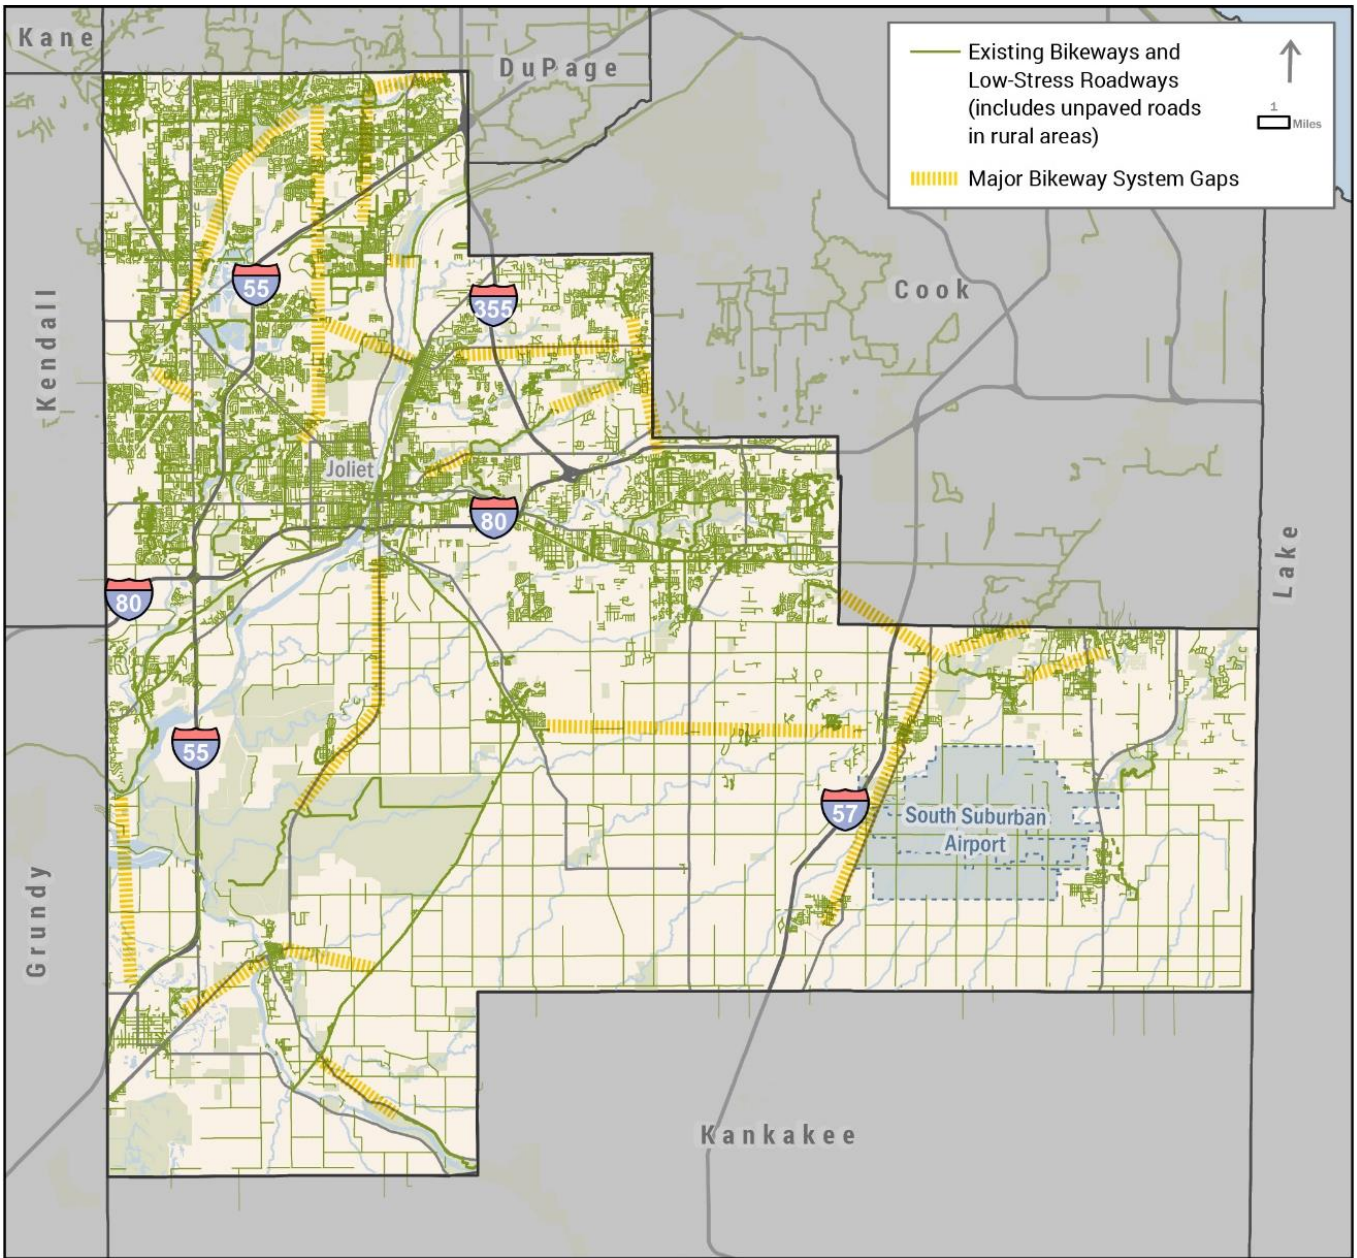 Kane
DuPage
Existing Bikeways and
Low-Stress Roadways
(includes unpaved roads
in rural areas)
1
Miles
Major Bikeway System Gaps
55
355
Cook
Kendall
Joliet
80
80
Lake
55
57
South Suburban
Airport
Grundy
Kankakee